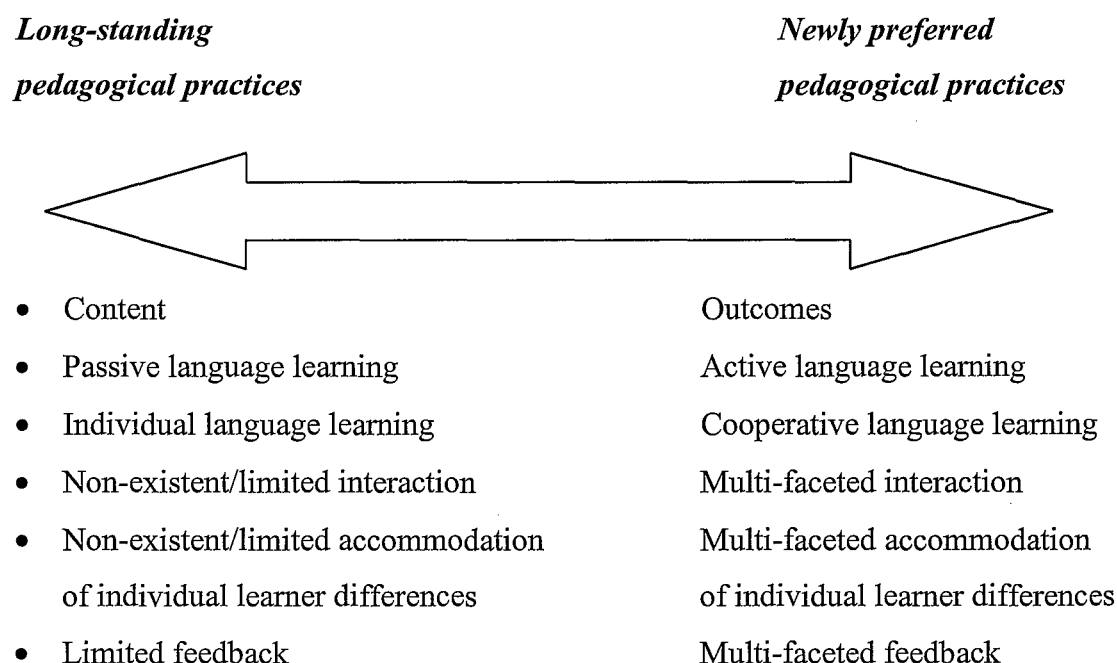 Long-standing Newly preferred
pedagogical practices pedagogical practices
• Content Outcomes
• Passive language learning Active language learning
• Individual language learning Cooperative language learning
• Non-existent/limited interaction Multi-faceted interaction
• Non-existent/limited accommodation Multi-faceted accommodation
of individual learner differences of individual learner differences
• Limited feedback Multi-faceted feedback